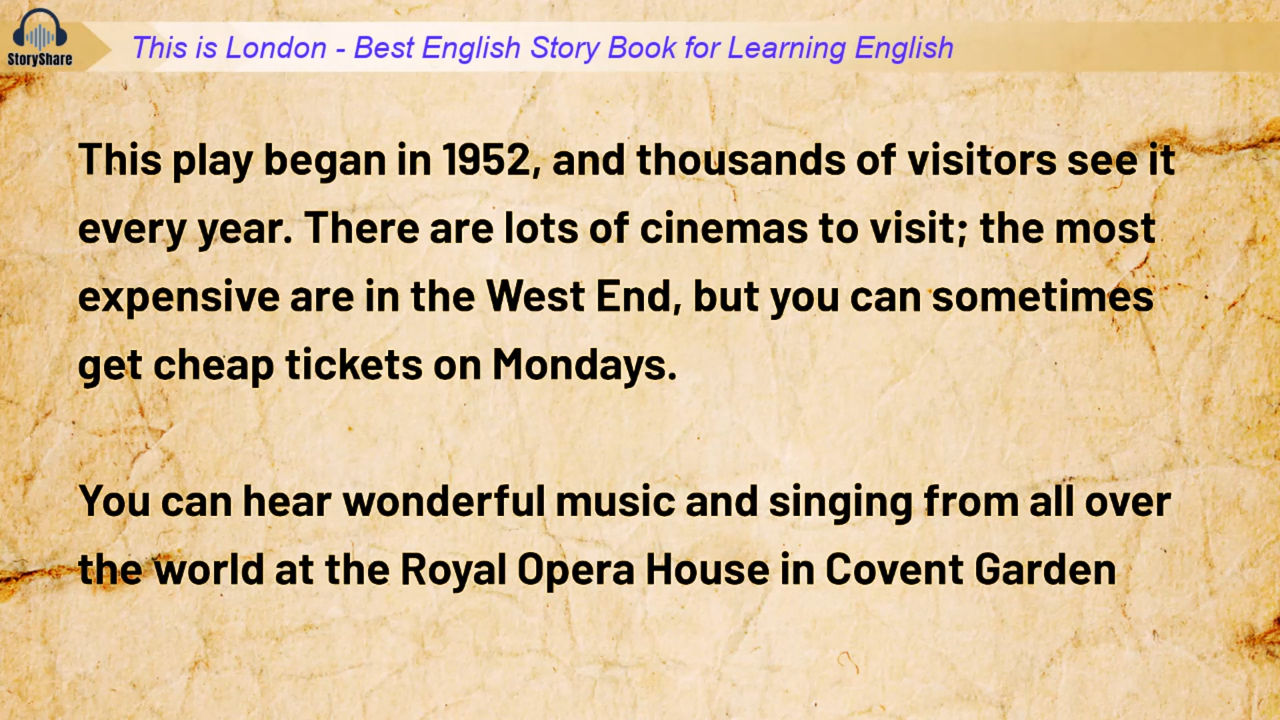 StoryShare
This is London - Best English Story Book for Learning English
This play began in 1952, and thousands of visitors see it
every year. There are lots of cinemas to visit; the most
expensive are in the West End, but you can sometimes
get cheap tickets on Mondays.
You can hear wonderful music and singing from all over
the world at the Royal Opera House in Covent Garden